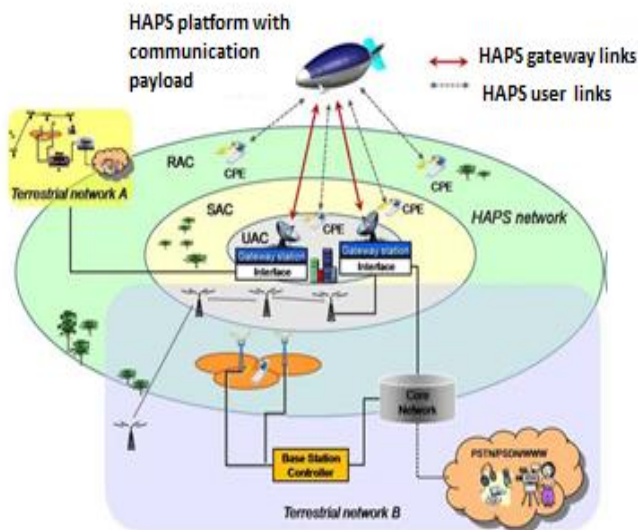 HAPS platform with
communication
payload
HAPS gateway links
HAPS user links
RAC
CPE
Terrestrial network A
CPE
SAC
CPE
HAPS network
UAC
CPE
Gateway station
Interface
Gateway station
Interface
Core
Network
PSTN/PSDN/WWW
Base Station
Controller
Terrestrial network B